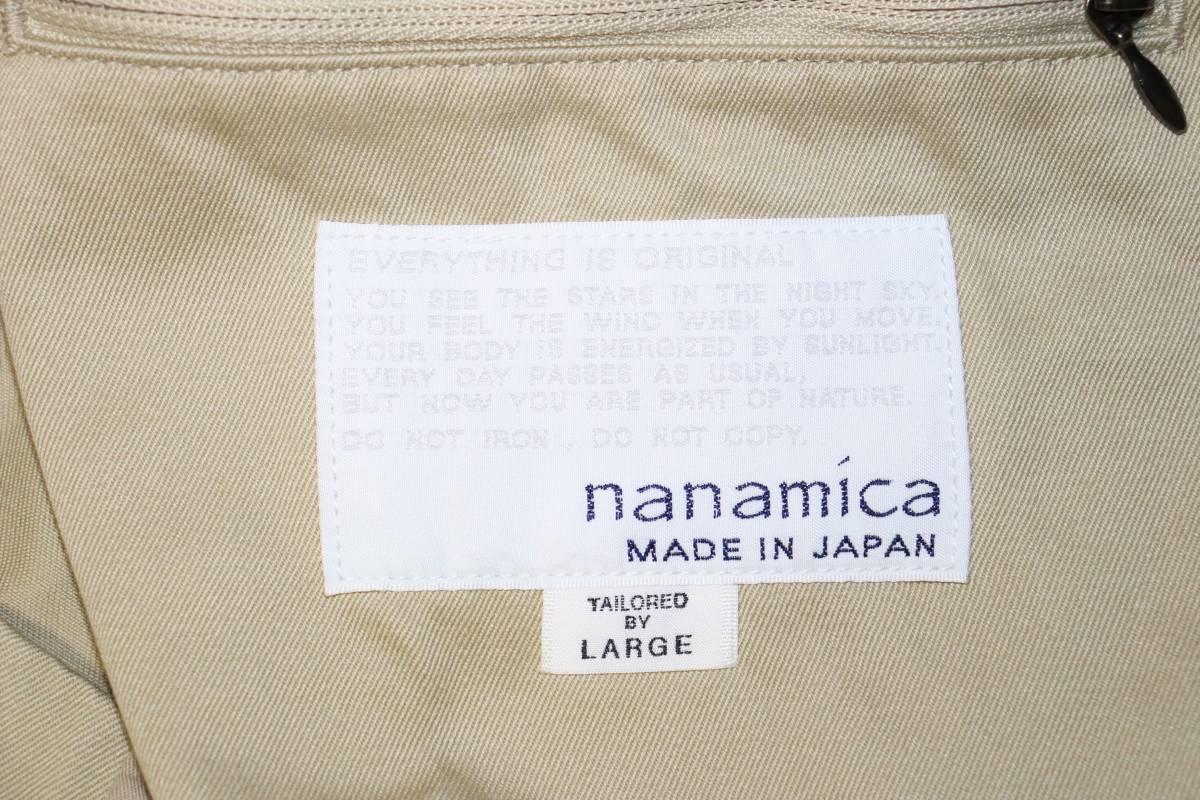 EVERYTHING IS ORIGINAL
YOU SEE THE STARS IN THE NIGHT SKY.
YOU FEEL THE WIND WHEN YOU MOVE.
YOUR BODY IS ENERGIZED BY SUNLIGHT.
EVERY DAY PASSES AS USUAL,
BUT NOW YOU ARE PART OF NATURE.
DO NOT IRON , DO NOT COPY.
nanamíca
MADE IN JAPAN
TAILORED
BY
LARGE